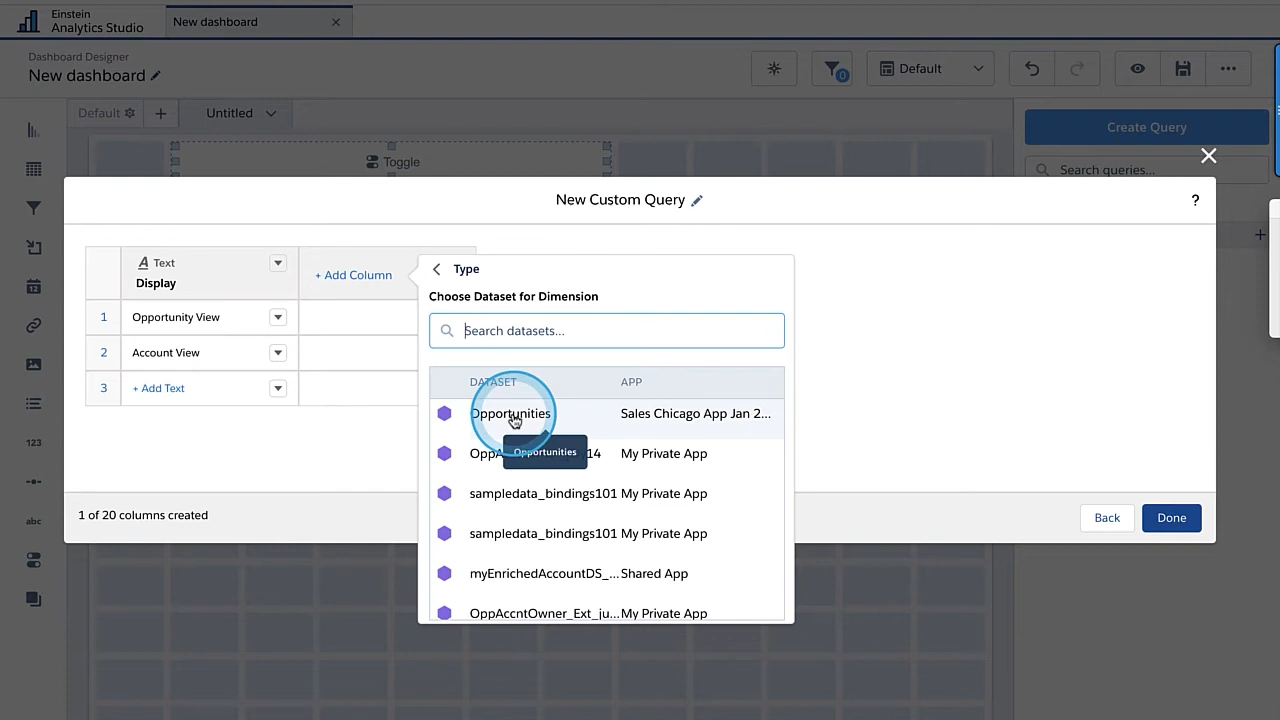 Einstein
Analytics Studio
New dashboard
Dashboard Designer
New dashboard
0
Default
Default
Untitled
Create Query
Toggle
Search queries...
New Custom Query
?
Text
Display
+ Add Column
1 Opportunity View
2 Account View
3 + Add Text
Type
Choose Dataset for Dimension
Search datasets...
DATASET APP
Opportunities Sales Chicago App Jan 2...
OppA 14 My Private App
Opportunities
sampledata_bindings101 My Private App
sampledata_bindings101 My Private App
myEnrichedAccountDS_... Shared App
OppAccntOwner_Ext_ju... My Private App
1 of 20 columns created
Back
Done
12
123
abc